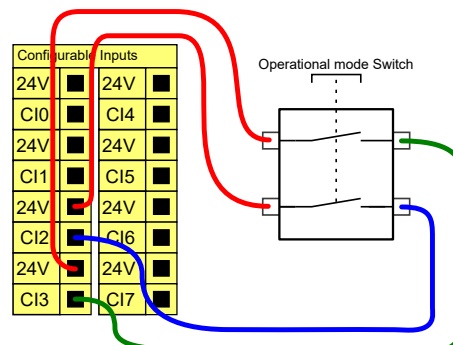 Configurable Inputs
Operational mode Switch
24V 24V
CI0 CI4
24V 24V
CI1 CI5
24V 24V
CI2 CI6
24V 24V
CI3 CI7